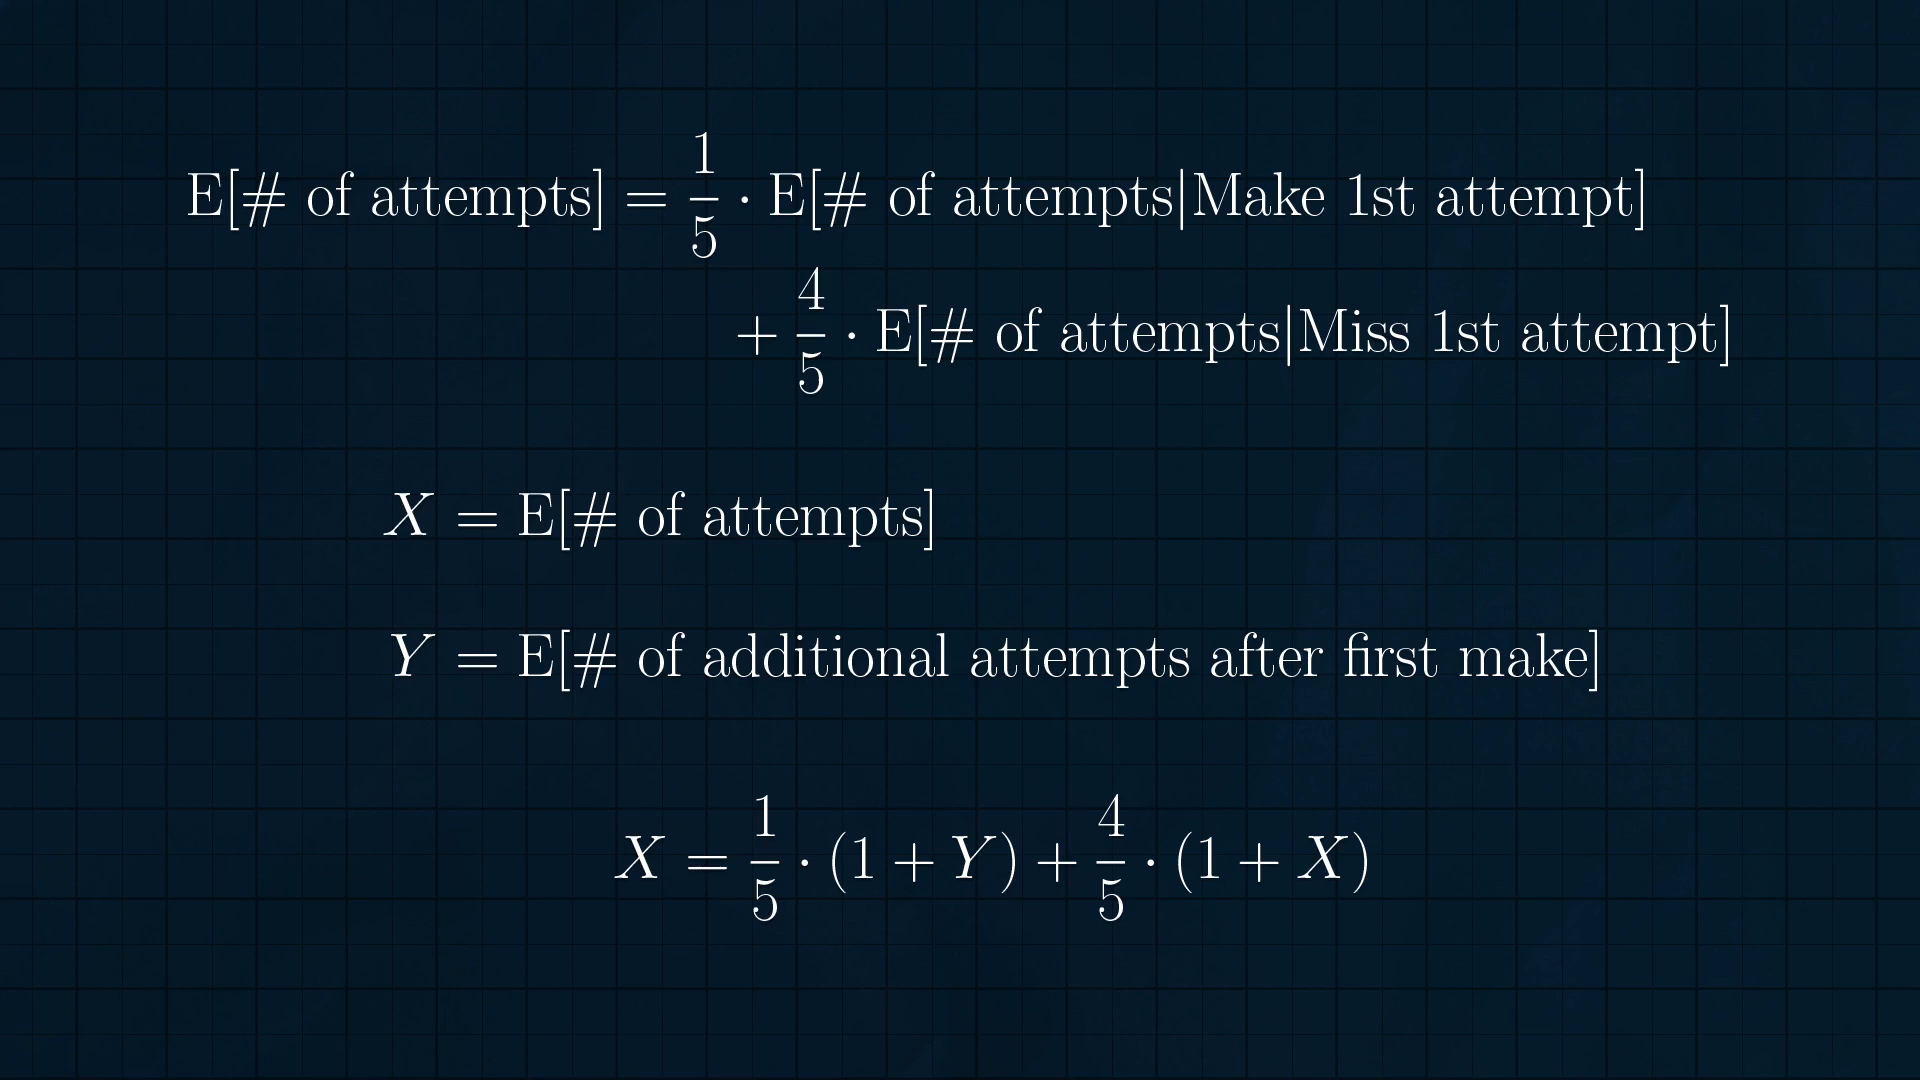 E[# of attempts] = 1/5 · E[# of attempts|Make 1st attempt]
+ 4/5 · E[# of attempts|Miss 1st attempt]
X = E[# of attempts]
Y = E[# of additional attempts after first make]
X = 1/5 · (1 + Y) + 4/5 · (1 + X)